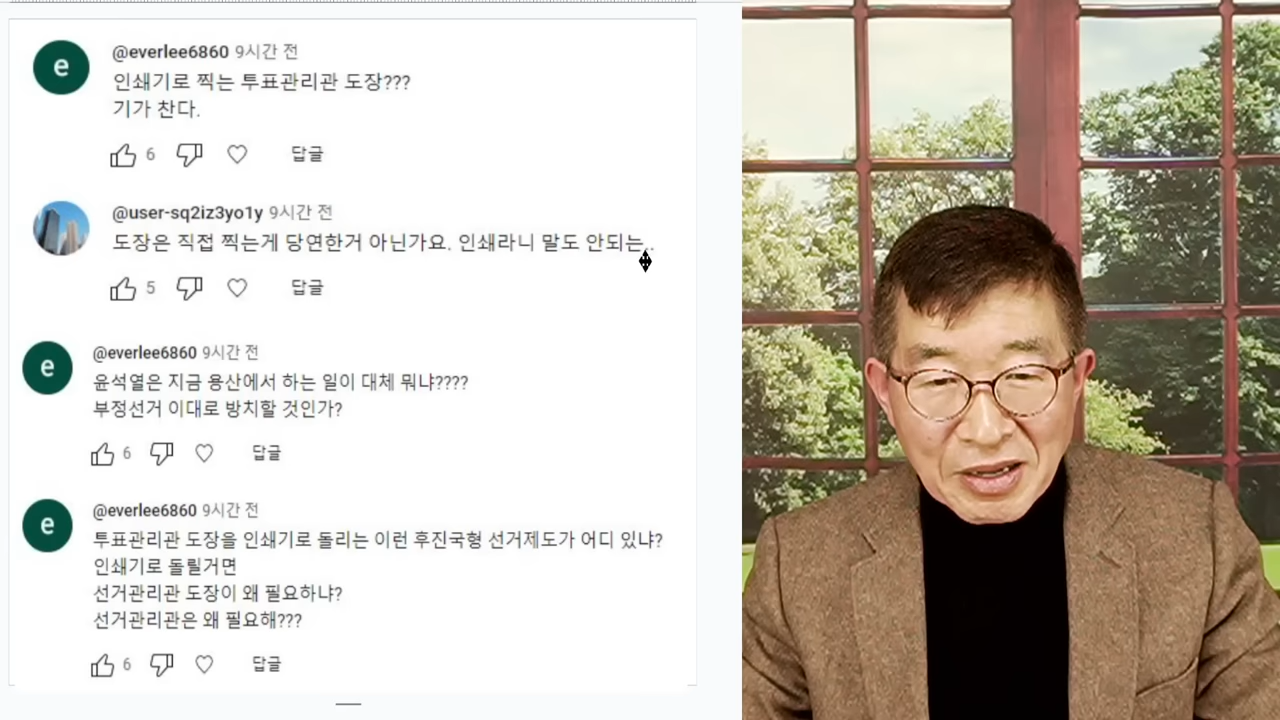 e
@everlee6860 9시간 전
인쇄기로 찍는 투표관리관 도장???
기가 찬다.
6
답글
@user-sq2iz3yo1y 9시간 전
도장은 직접 찍는게 당연한거 아닌가요. 인쇄라니 말도 안되는..
5
답글
e
@everlee6860 9시간 전
윤석열은 지금 용산에서 하는 일이 대체 뭐냐????
부정선거 이대로 방치할 것인가?
6
답글
e
@everlee6860 9시간 전
투표관리관 도장을 인쇄기로 돌리는 이런 후진국형 선거제도가 어디 있냐?
인쇄기로 돌릴거면
선거관리관 도장이 왜 필요하냐?
선거관리관은 왜 필요해???
6
답글